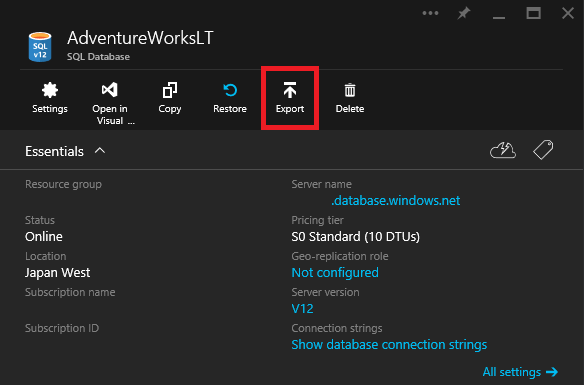 AdventureWorksLT
SQL
v12
SQL Database
Settings
Open in
Visual ...
Copy
Restore
Export
Delete
Essentials
Resource group
Server name
.database.windows.net
Status
Online
Pricing tier
S0 Standard (10 DTUs)
Location
Japan West
Geo-replication role
Not configured
Subscription name
Server version
V12
Subscription ID
Connection strings
Show database connection strings
All settings